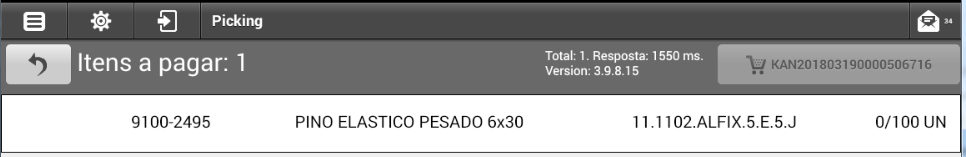 Picking
34
Itens a pagar: 1
Total: 1. Resposta: 1550 ms.
Version: 3.9.8.15
KAN201803190000506716
9100-2495 PINO ELASTICO PESADO 6x30 11.1102.ALFIX.5.E.5.J 0/100 UN